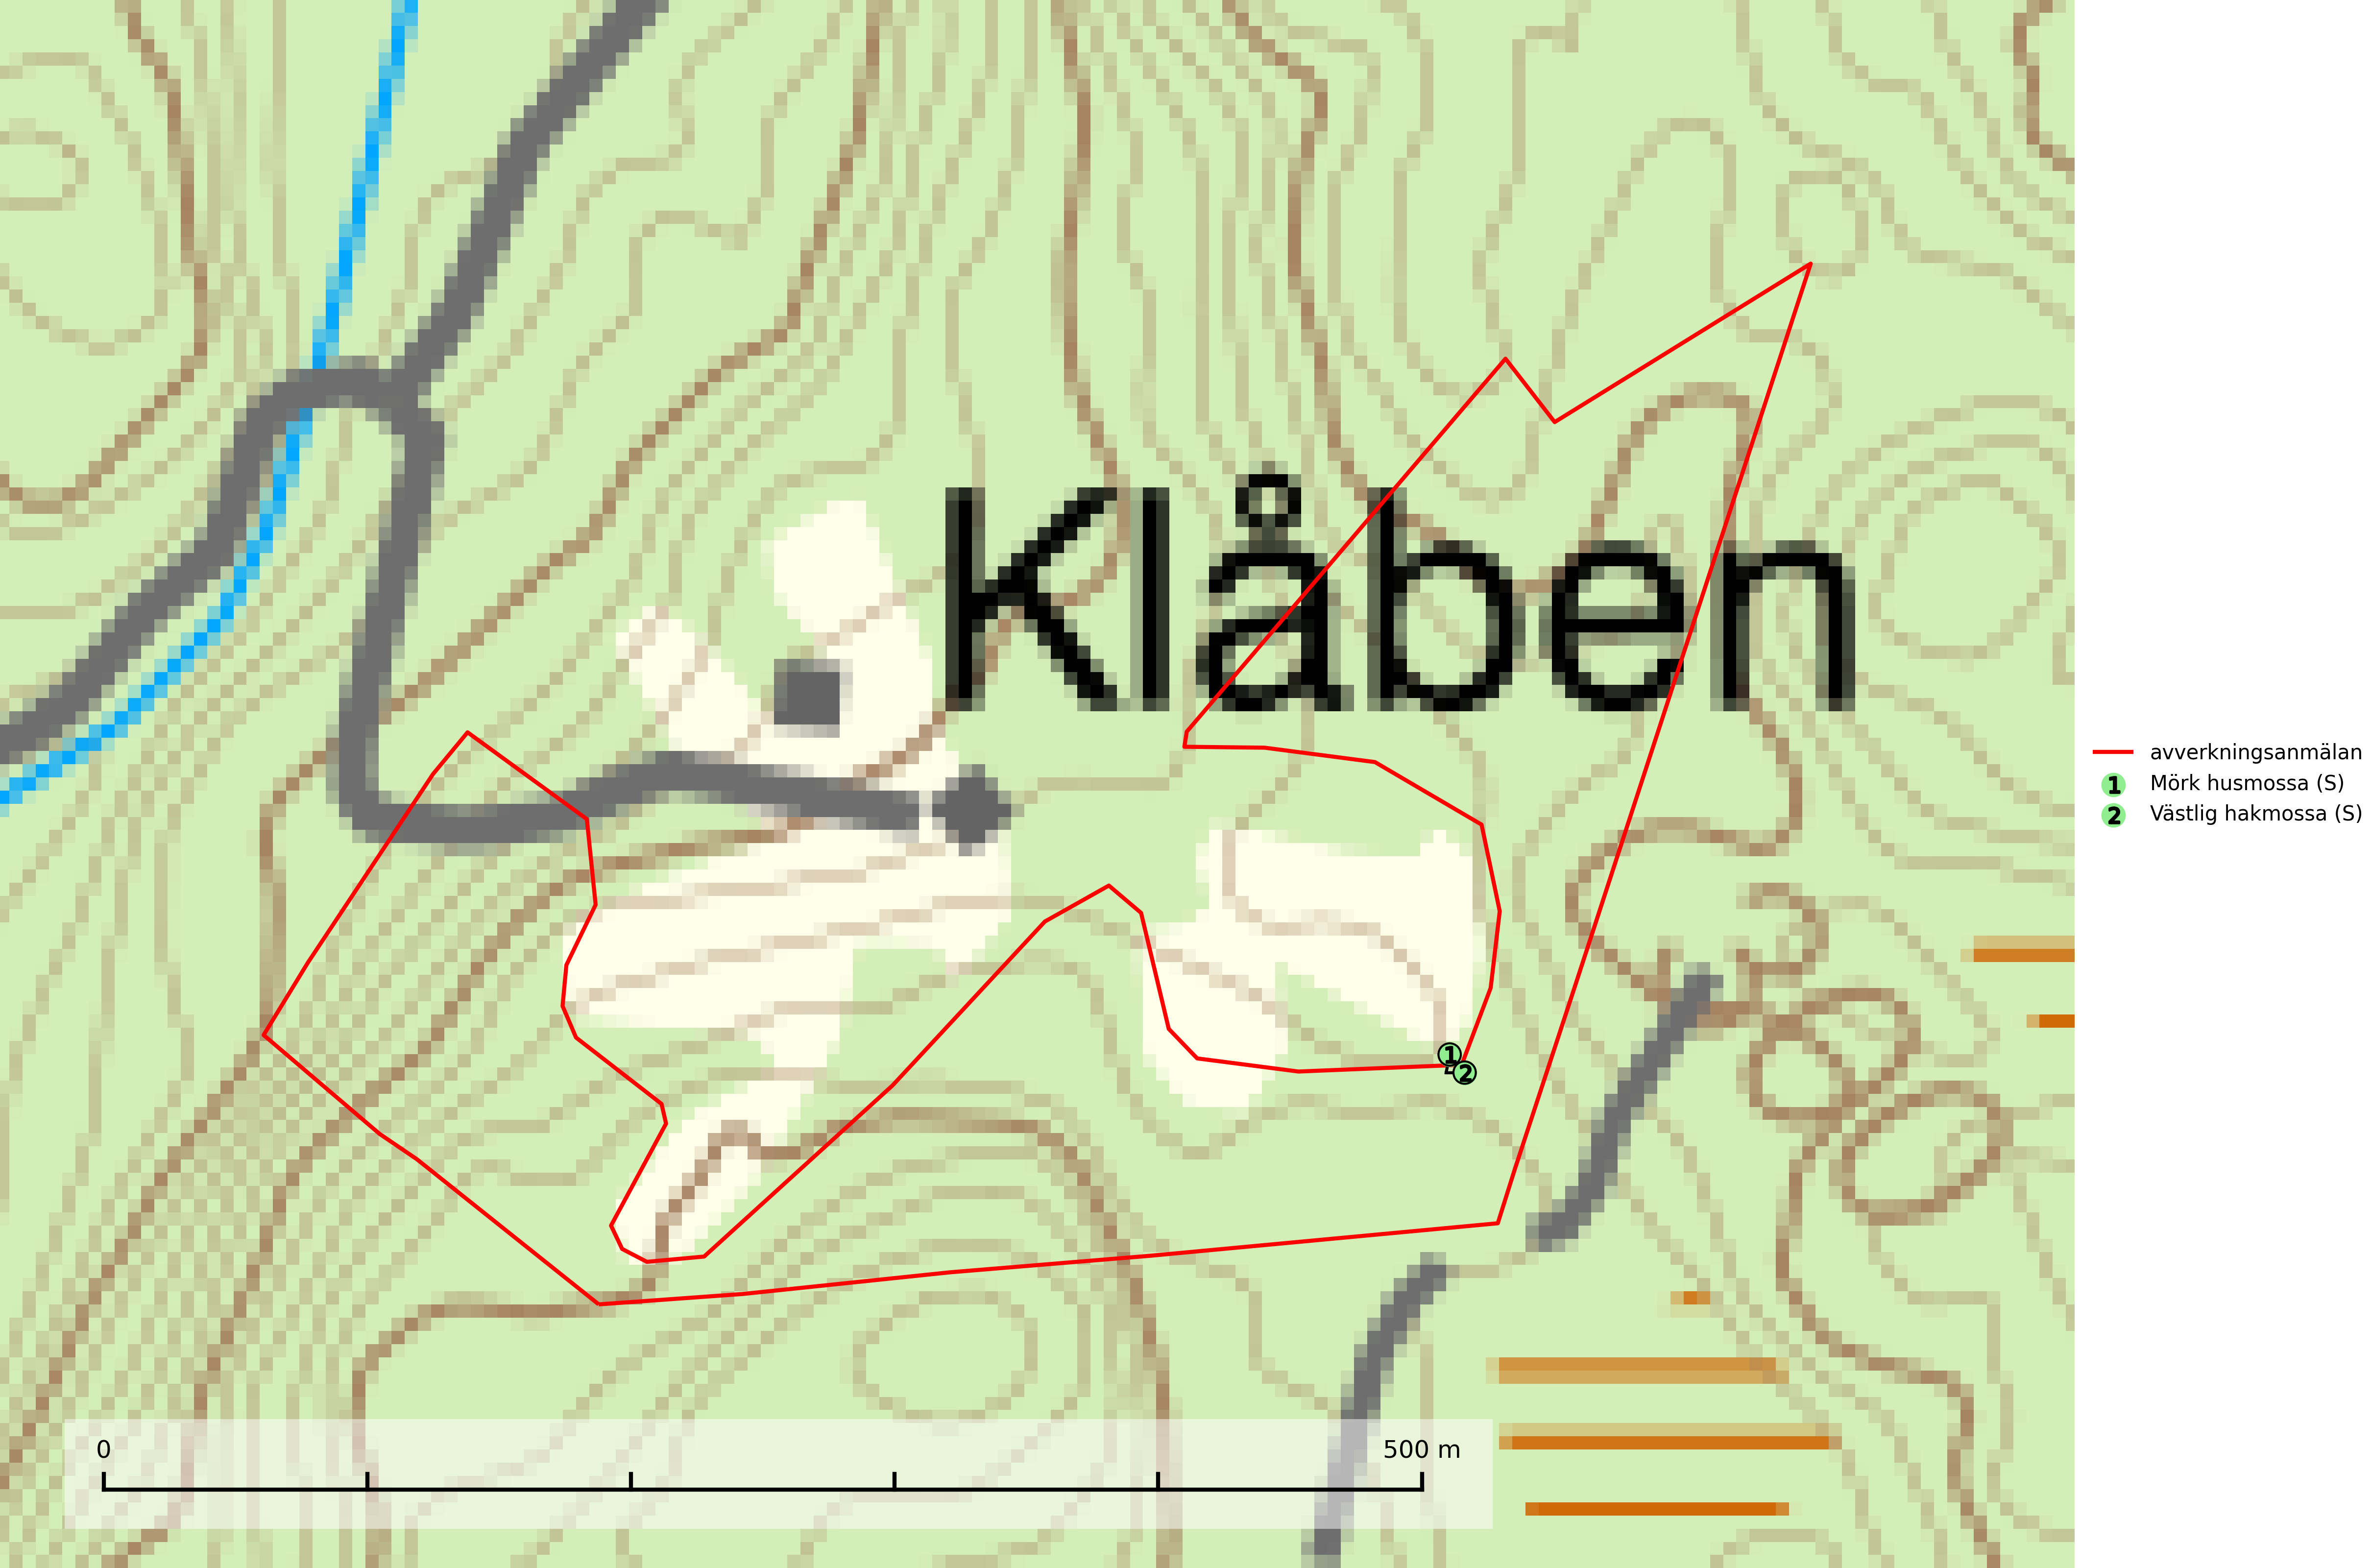 Klåben
avverkningsanmälan
1 Mörk husmossa (S)
2 Västlig hakmossa (S)
1
2
0 500 m